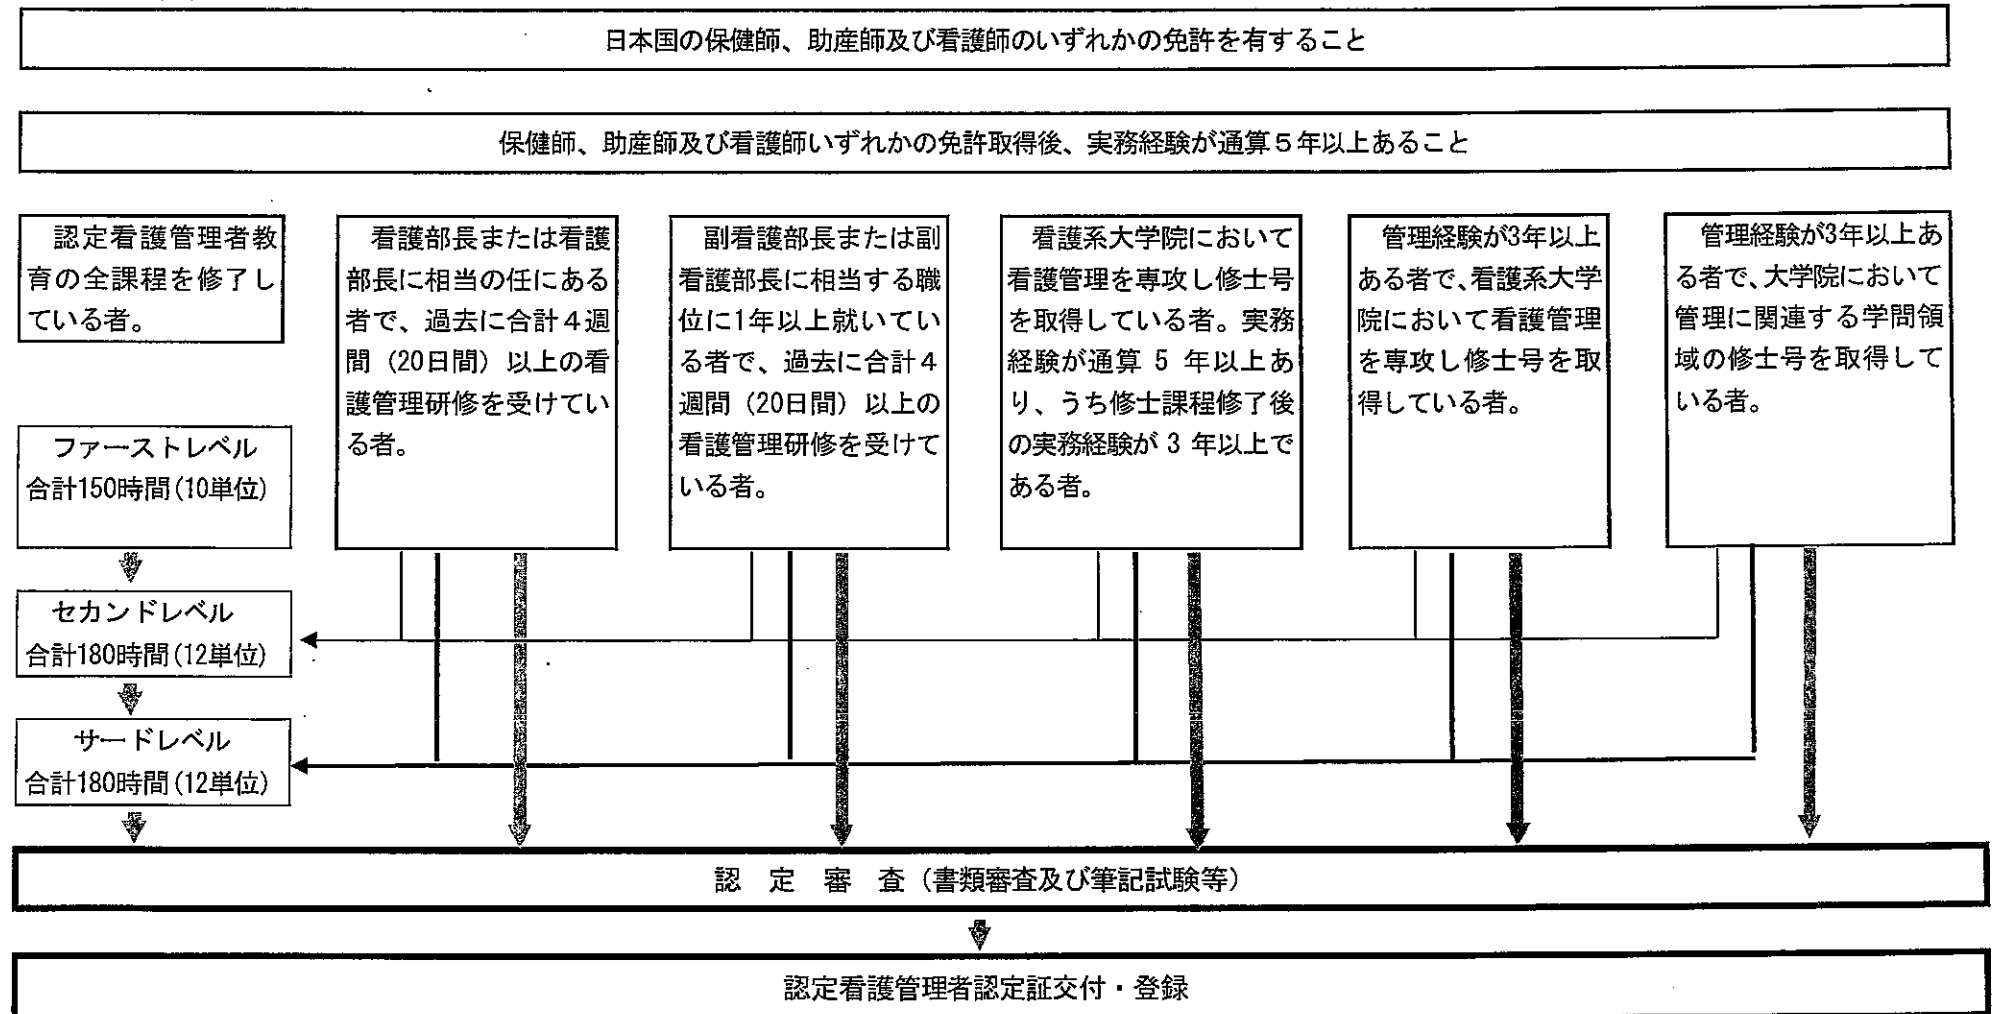 日本国の保健師、助産師及び看護師のいずれかの免許を有すること
保健師、助産師及び看護師いずれかの免許取得後、実務経験が通算5年以上あること
認定看護管理者教
育の全課程を修了し
ている者。
ファーストレベル
合計150時間(10単位)
セカンドレベル
合計180時間(12単位)
サードレベル
合計180時間(12単位)
看護部長または看護
部長に相当の任にある
者で、過去に合計4週
間(20日間)以上の看
護管理研修を受けてい
る者。
副看護部長または副
看護部長に相当する職
位に1年以上就いてい
る者で、過去に合計4
週間(20日間)以上の
看護管理研修を受けて
いる者。
看護系大学院において
看護管理を専攻し修士号
を取得している者。実務
経験が通算 5 年以上あ
り、うち修士課程修了後
の実務経験が 3 年以上で
ある者。
管理経験が3年以上
ある者で、看護系大学
院において看護管理
を専攻し修士号を取
得している者。
管理経験が3年以上あ
る者で、大学院において
管理に関連する学問領
域の修士号を取得して
いる者。
認 定 審 査(書類審査及び筆記試験等)
認定看護管理者認定証交付・登録